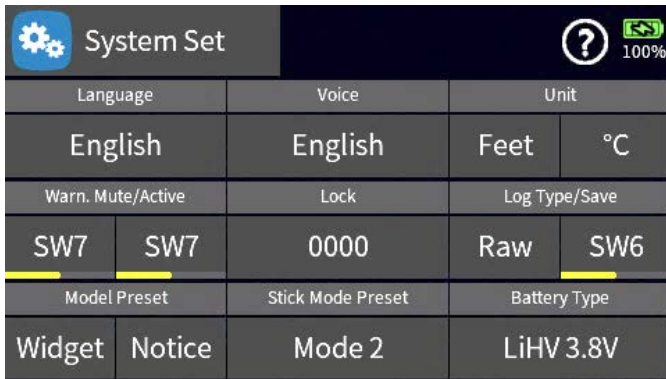 System Set
100%
Language Voice Unit
English English Feet °C
Warn. Mute/Active Lock Log Type/Save
SW7 SW7 0000 Raw SW6
Model Preset Stick Mode Preset Battery Type
Widget Notice Mode 2 LiHV 3.8V